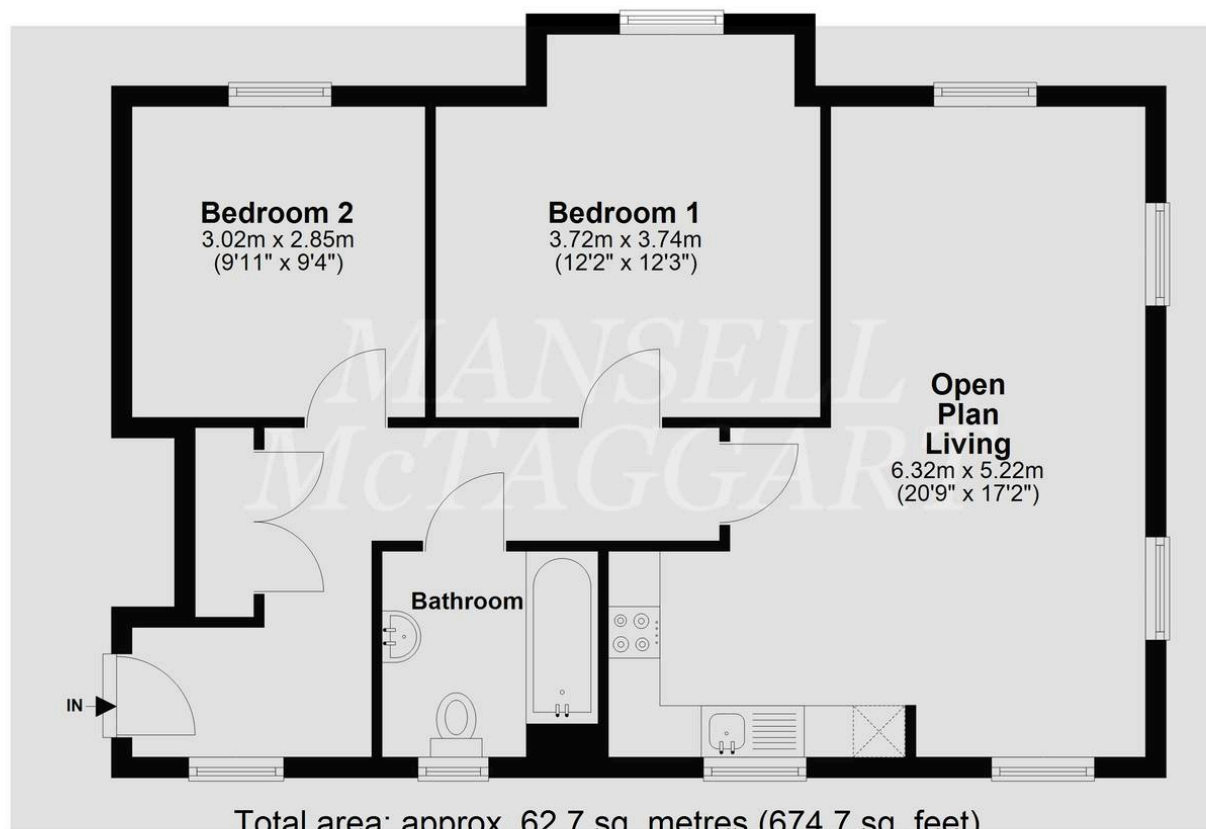 Bedroom 2
3.02m x 2.85m
(9'11" x 9'4")
Bedroom 1
3.72m x 3.74m
(12'2" x 12'3")
Open
Plan
Living
6.32m x 5.22m
(20'9" x 17'2")
MANSELL
McTAGGART
Bathroom
IN
Total area: approx. 62.7 sq. metres (674.7 sq. feet)